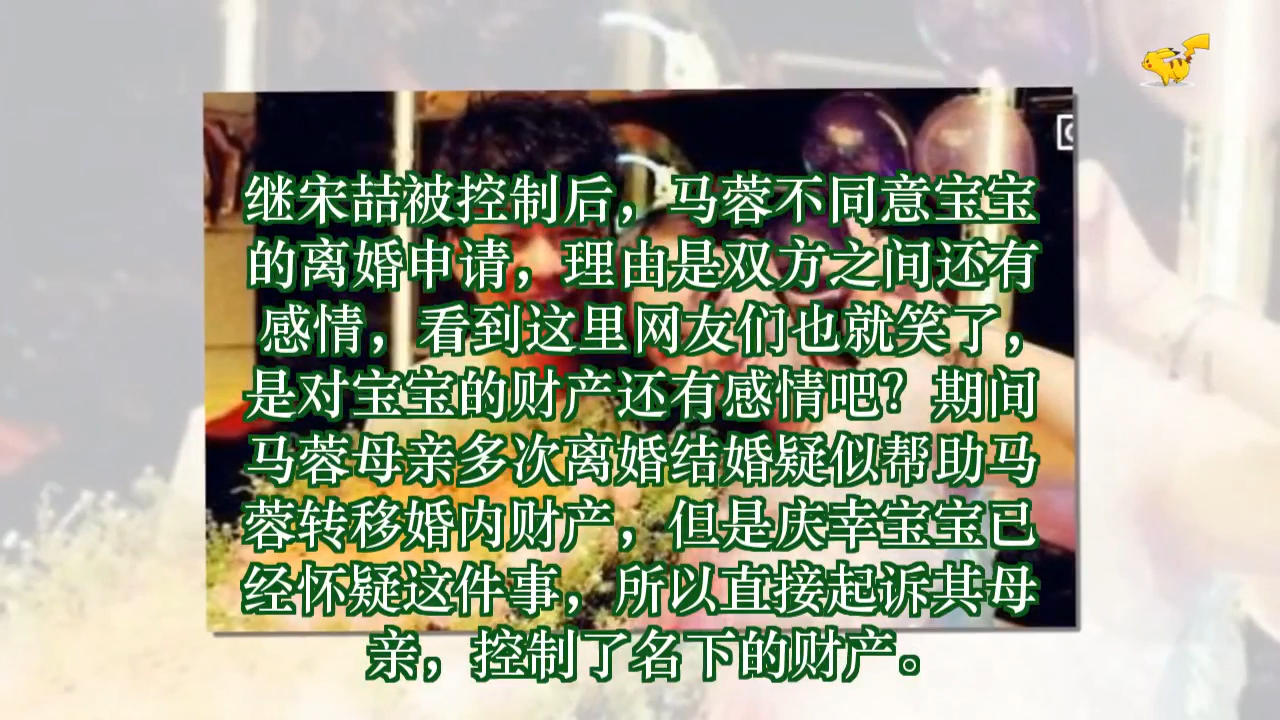 继宋喆被控制后，马蓉不同意宝宝
的离婚申请，理由是双方之间还有
感情，看到这里网友们也就笑了，
是对宝宝的财产还有感情吧？期间
马蓉母亲多次离婚结婚疑似帮助马
蓉转移婚内财产，但是庆幸宝宝已
经怀疑这件事，所以直接起诉其母
亲，控制了名下的财产。